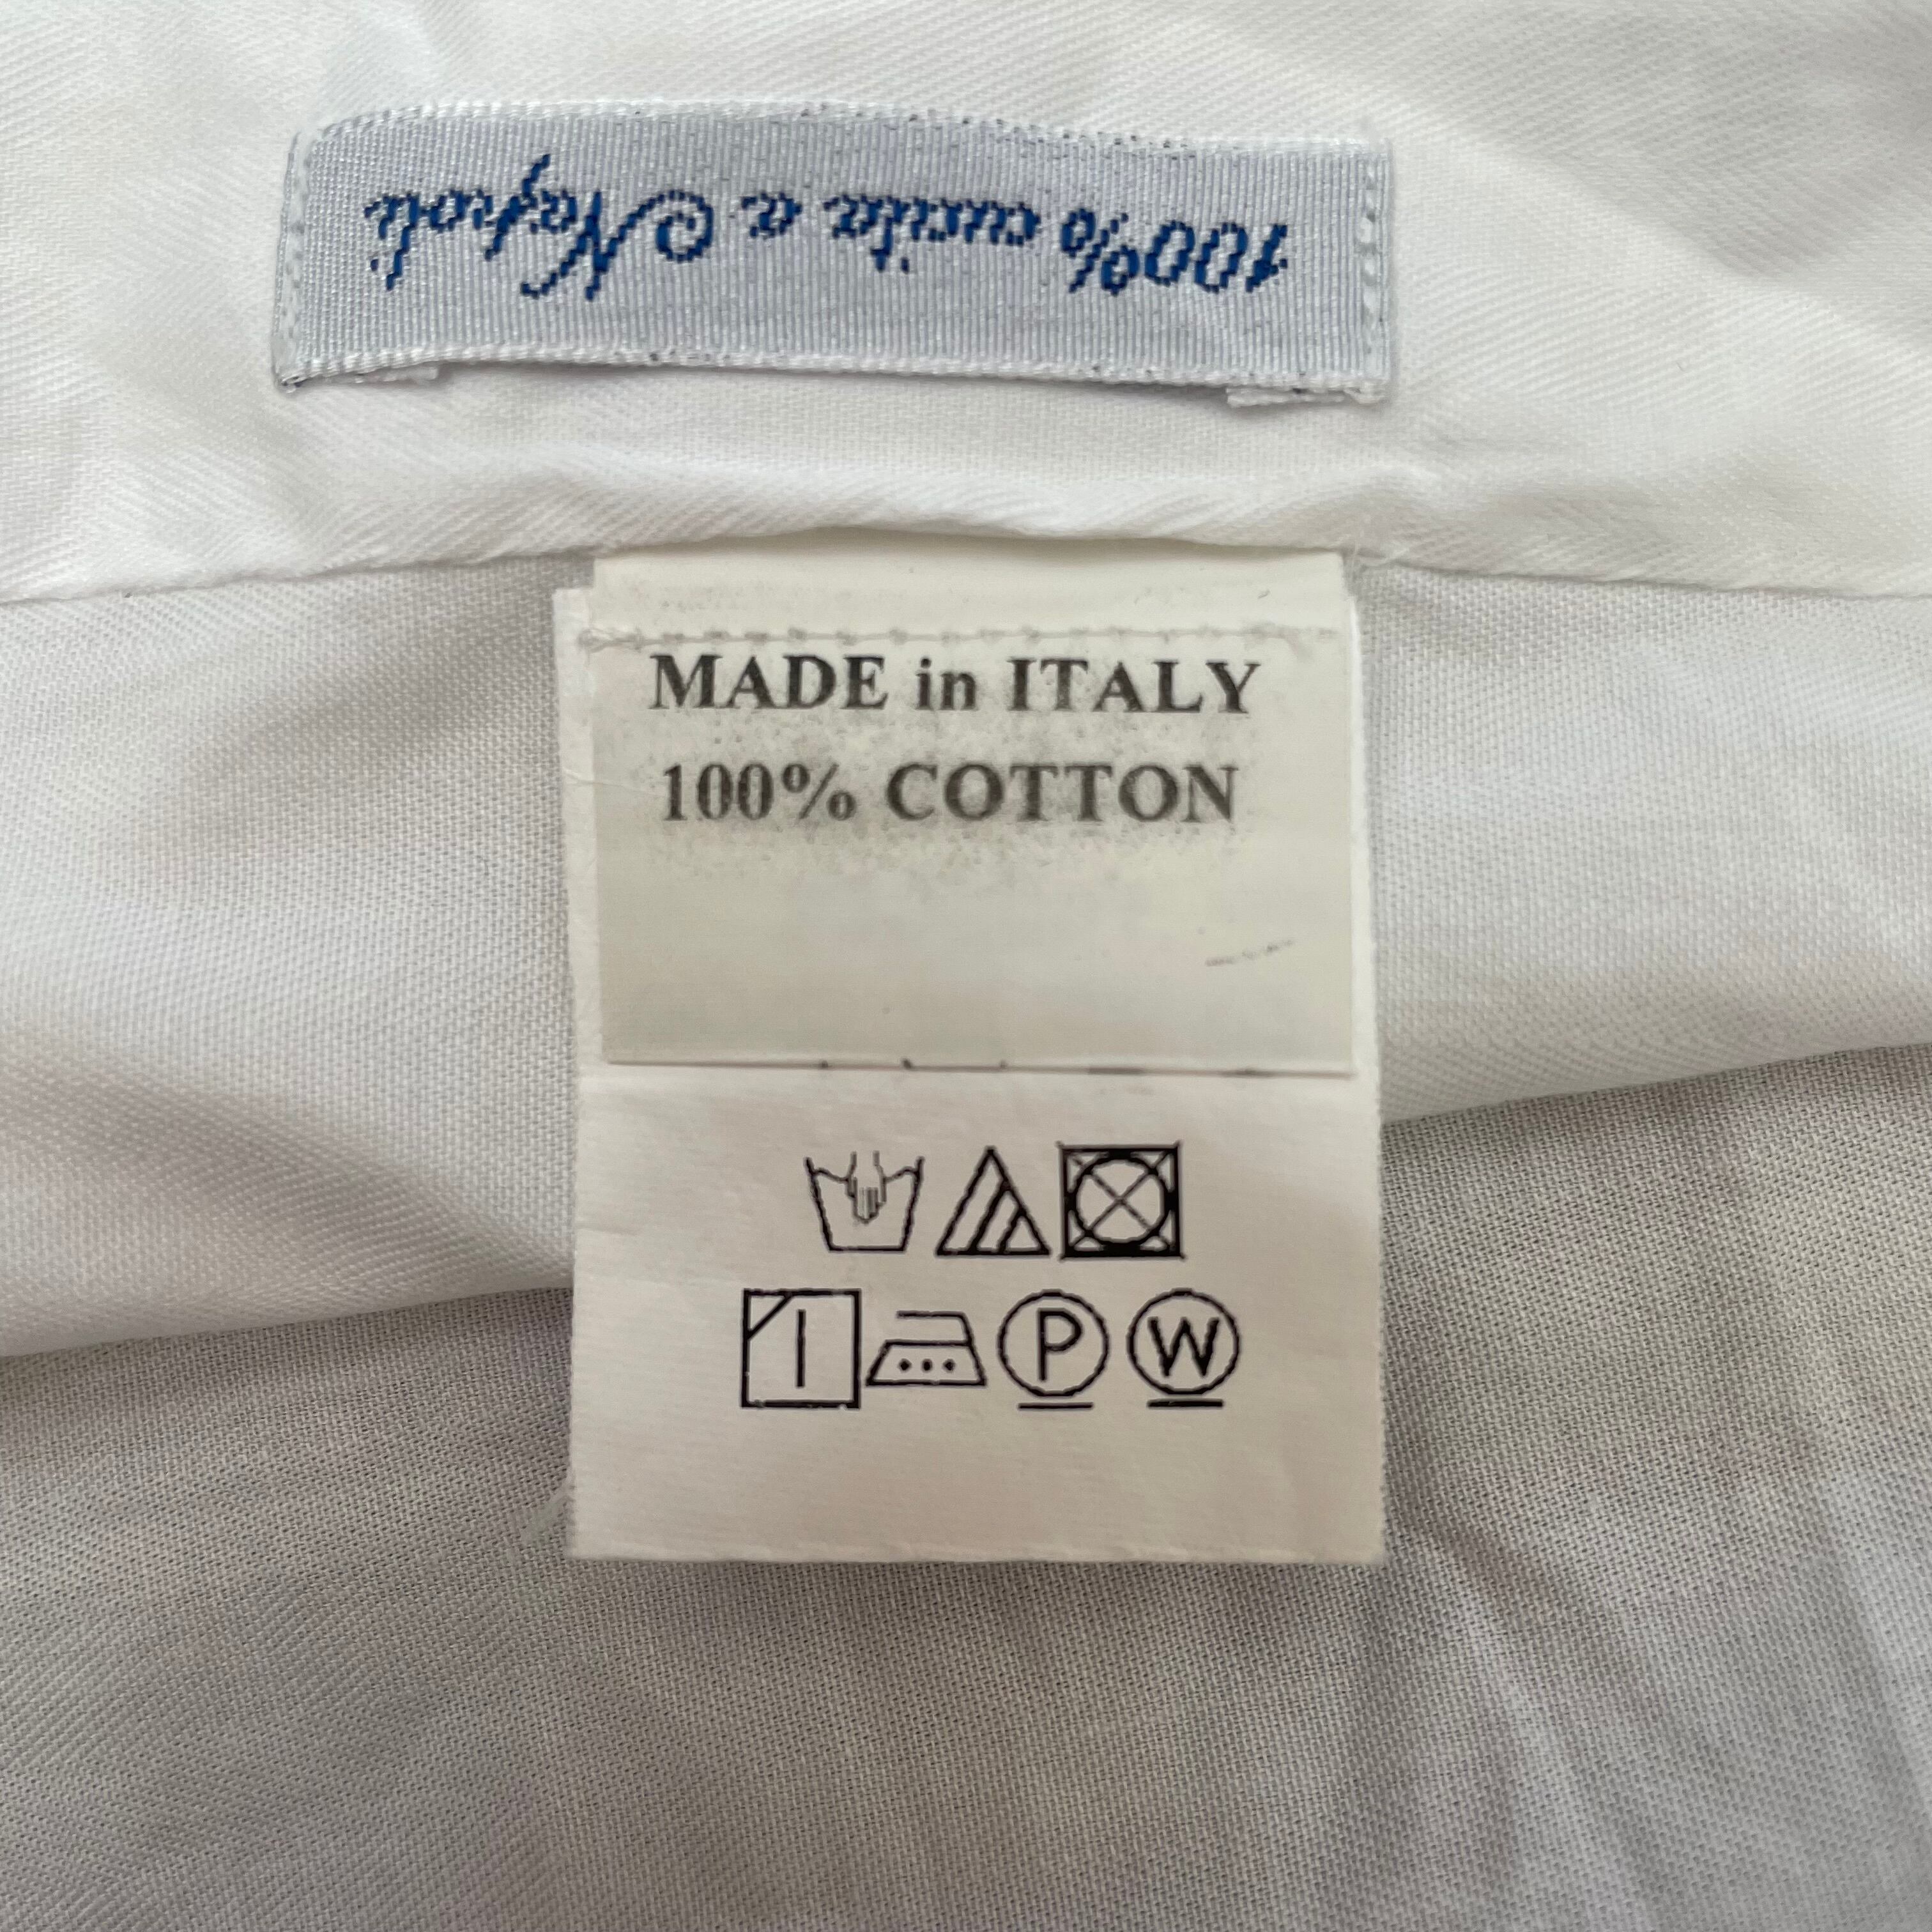 100% cucita a Napoli
MADE in ITALY
100% COTTON
P W